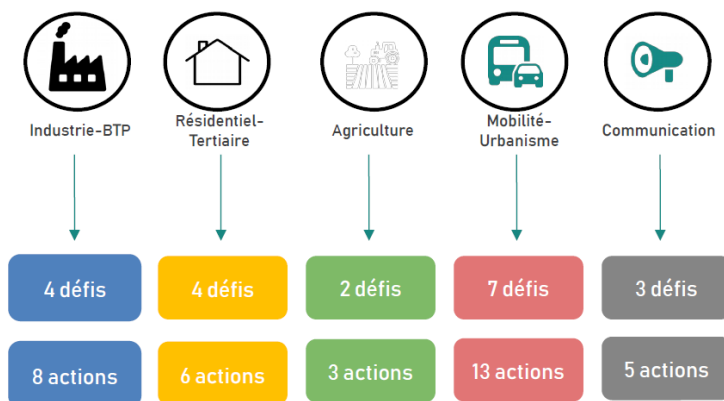 Industrie-BTP
Résidentiel-
Tertiaire
Agriculture
Mobilité-
Urbanisme
Communication
4 défis
4 défis
2 défis
7 défis
3 défis
8 actions
6 actions
3 actions
13 actions
5 actions